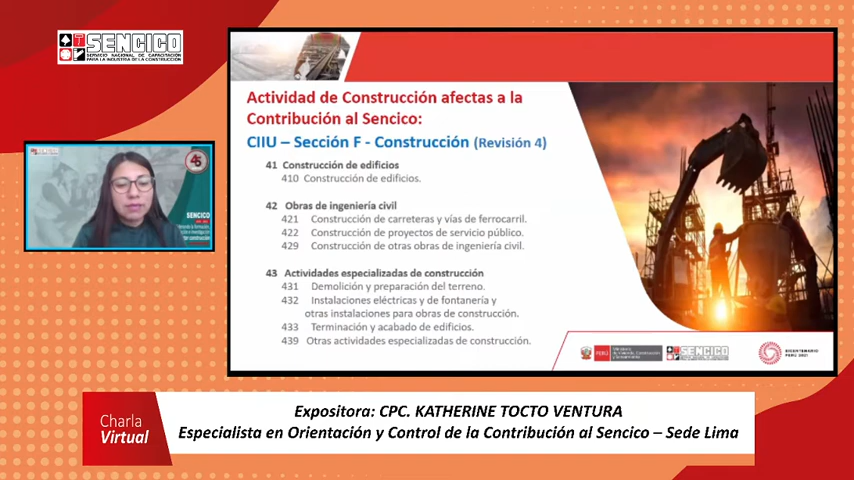 SENCICO
SERVICIO NACIONAL DE CAPACITACIÓN
PARA LA INDUSTRIA DE LA CONSTRUCCIÓN
Actividad de Construcción afectas a la
Contribución al Sencico:
CIIU – Sección F - Construcción (Revisión 4)
41 Construcción de edificios
410 Construcción de edificios.
42 Obras de ingeniería civil
421 Construcción de carreteras y vías de ferrocarril.
422 Construcción de proyectos de servicio público.
429 Construcción de otras obras de ingeniería civil.
43 Actividades especializadas de construcción
431 Demolición y preparación del terreno.
432 Instalaciones eléctricas y de fontanería y
otras instalaciones para obras de construcción.
433 Terminación y acabado de edificios.
439 Otras actividades especializadas de construcción.
45
SENCICO
PERÚ
Ministerio
de Vivienda, Construcción
y Saneamiento
SENCICO
BICENTENARIO
PERÚ 2021
Charla
Virtual
Expositora: CPC. KATHERINE TOCTO VENTURA
Especialista en Orientación y Control de la Contribución al Sencico – Sede Lima